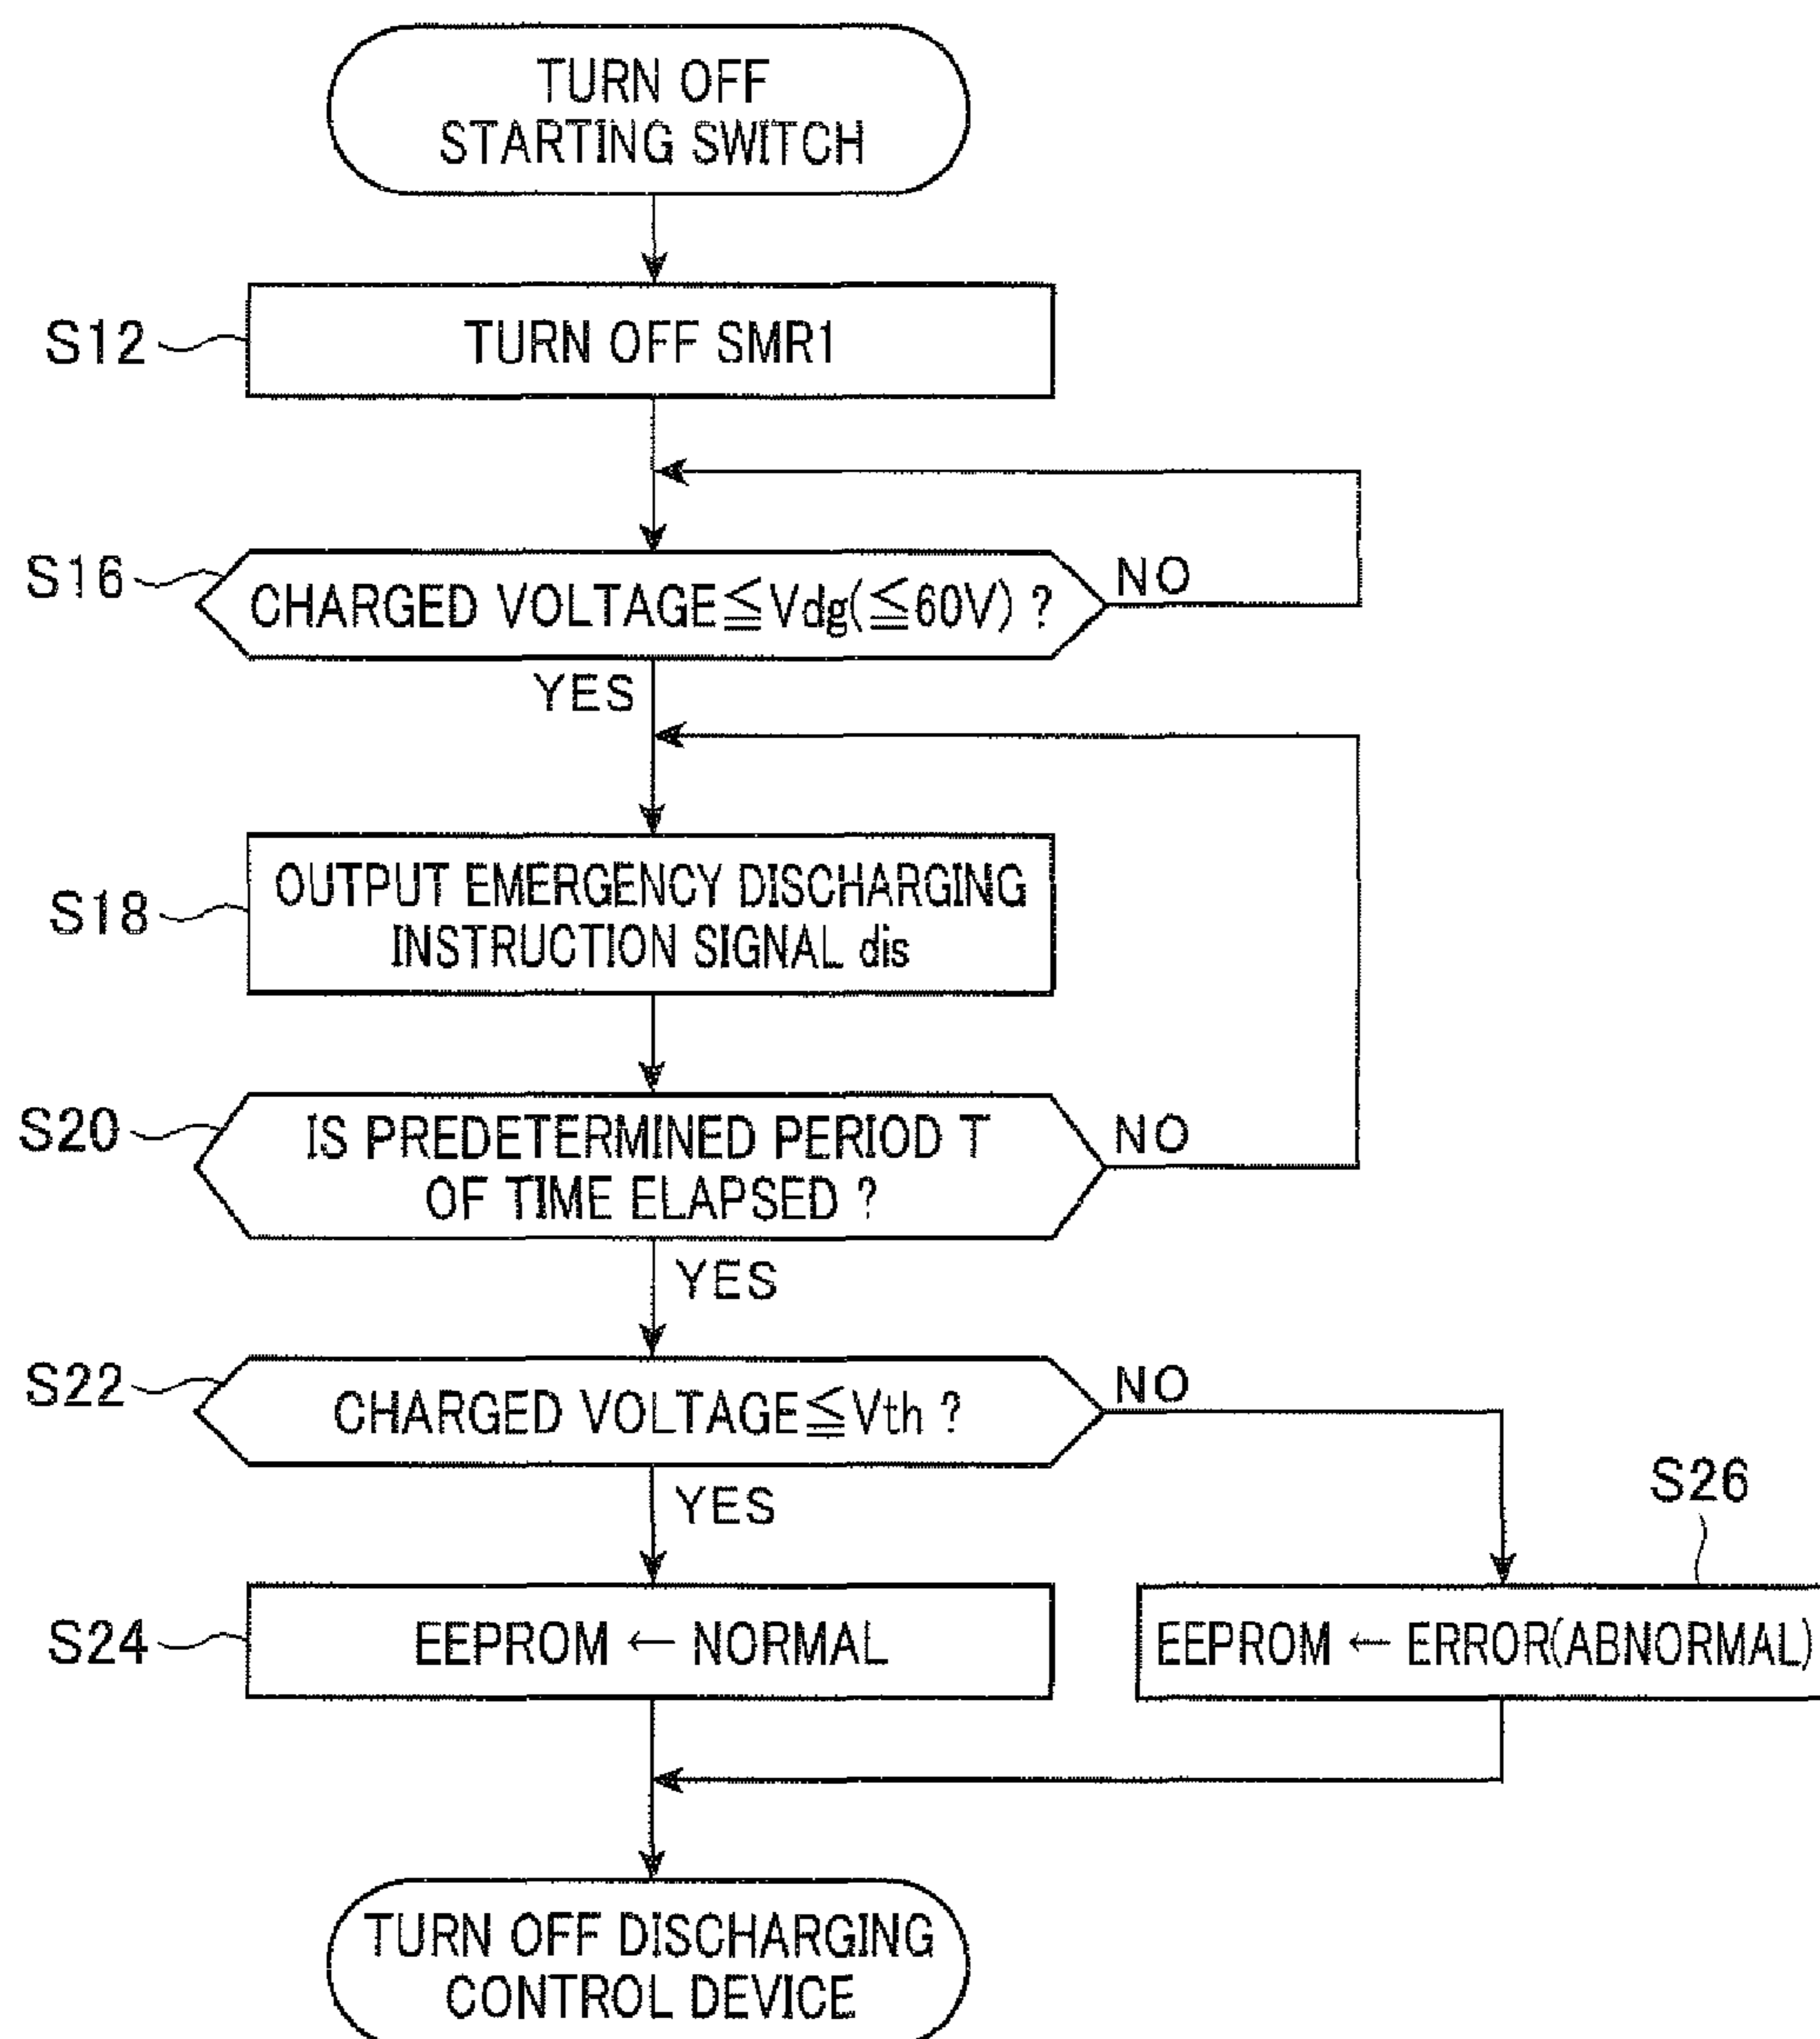 TURN OFF
STARTING SWITCH
S12
TURN OFF SMR1
S16
CHARGED VOLTAGE≦Vdg(≦60V) ?
NO
YES
S18
OUTPUT EMERGENCY DISCHARGING
INSTRUCTION SIGNAL dis
S20
IS PREDETERMINED PERIOD T
OF TIME ELAPSED ?
NO
YES
S22
CHARGED VOLTAGE≦Vth ?
NO
YES
S26
S24
EEPROM ← NORMAL
EEPROM ← ERROR(ABNORMAL)
TURN OFF DISCHARGING
CONTROL DEVICE